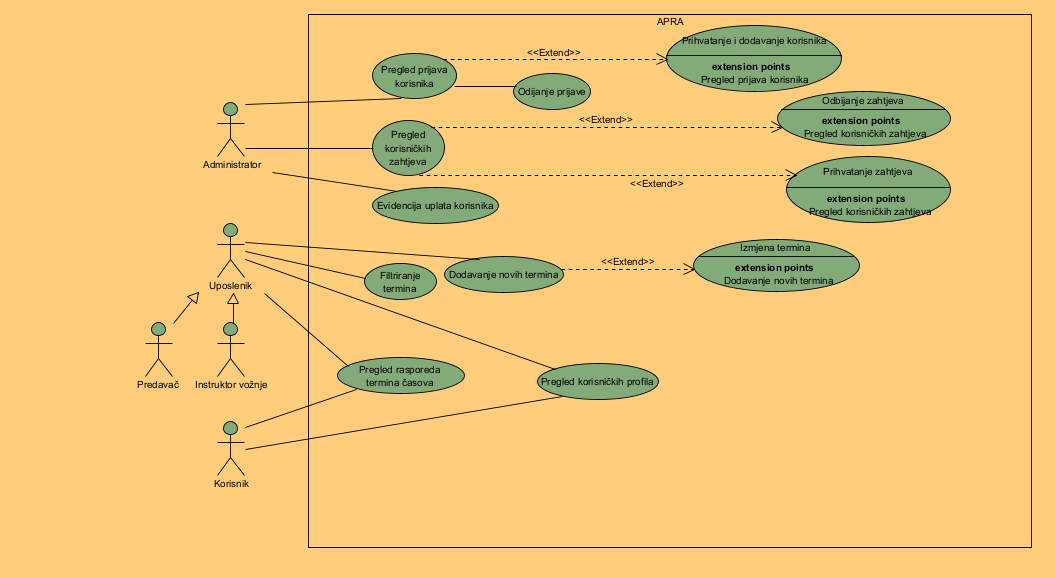 APRA
Prihvatanje i dodavanje korisnika
extension points
Pregled prijava korisnika
<<Extend>>
Pregled prijava
korisnika
Odijanje prijave
Odbijanje zahtjeva
extension points
Pregled korisničkih zahtjeva
<<Extend>>
Pregled
korisničkih
zahtjeva
Administrator
Prihvatanje zahtjeva
extension points
Pregled korisničkih zahtjeva
<<Extend>>
Evidencija uplata korisnika
Izmjena termina
extension points
Dodavanje novih termina
<<Extend>>
Dodavanje novih termina
Filtriranje
termina
Uposlenik
Predavač
Instruktor vožnje
Pregled rasporeda
termina časova
Pregled korisničkih profila
Korisnik